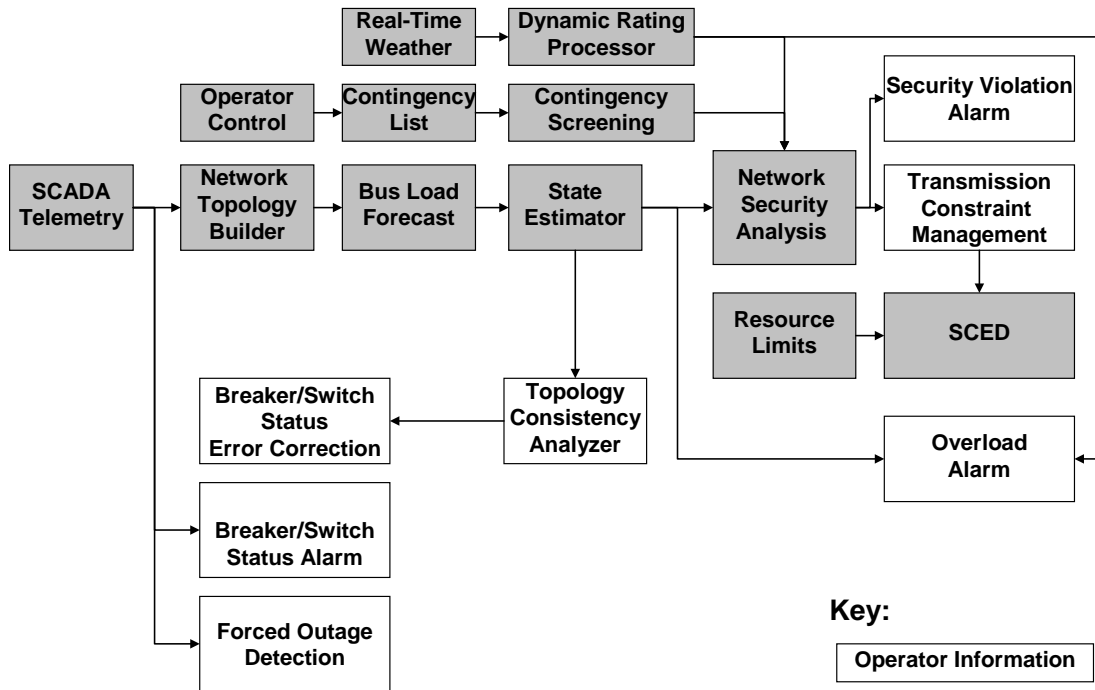 Real-Time
Weather
Dynamic Rating
Processor
Operator
Control
Contingency
List
Contingency
Screening
Security Violation
Alarm
SCADA
Telemetry
Network
Topology
Builder
Bus Load
Forecast
State
Estimator
Network
Security
Analysis
Transmission
Constraint
Management
Resource
Limits
SCED
Breaker/Switch
Status
Error Correction
Topology
Consistency
Analyzer
Overload
Alarm
Breaker/Switch
Status Alarm
Forced Outage
Detection
Key:
Operator Information